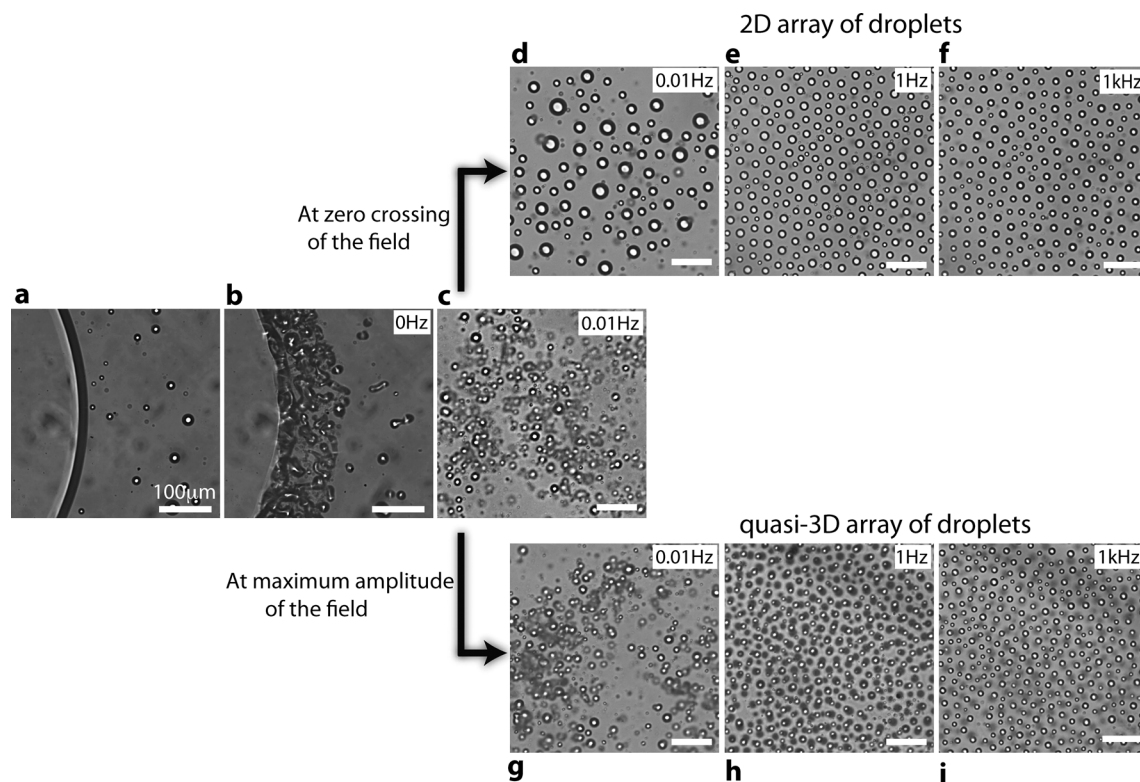 2D array of droplets
d
e
f
0.01Hz
1Hz
1kHz
At zero crossing
of the field
a
b
c
0Hz
0.01Hz
100µm
quasi-3D array of droplets
At maximum amplitude
of the field
0.01Hz
1Hz
1kHz
g
h
i